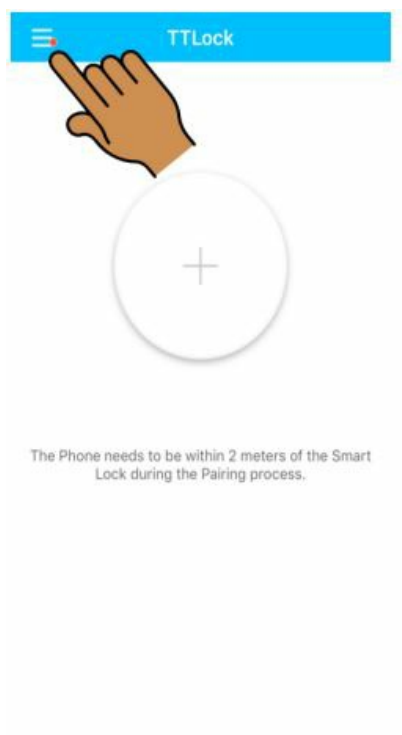 TTLock
The Phone needs to be within 2 meters of the Smart
Lock during the Pairing process.